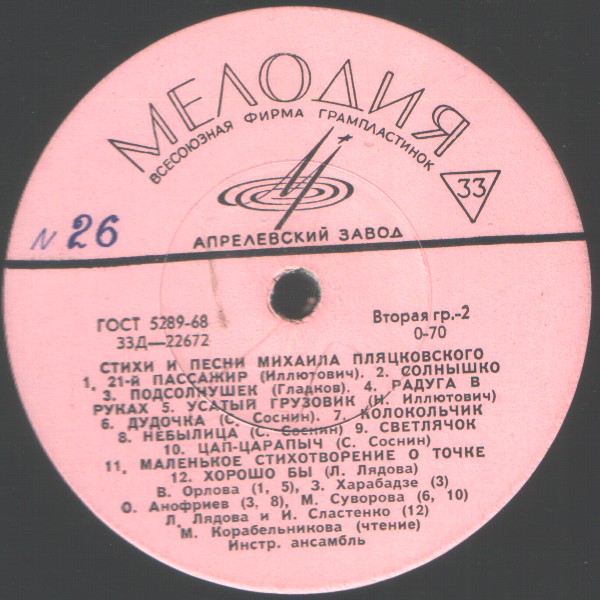 МЕЛОДИЯ
ВСЕСОЮЗНАЯ ФИРМА ГРАМПЛАСТИНОК
33
N 26
АПРЕЛЕВСКИЙ ЗАВОД
ГОСТ 5289-68
Вторая гр.-2
33Д—22672
0-70
СТИХИ И ПЕСНИ МИХАИЛА ПЛЯЦКОВСКОГО
1. 21-й ПАССАЖИР (Иллютович). 2. СОЛНЫШКО
3. ПОДСОЛНУШЕК (Гладков). 4. РАДУГА В
РУКАХ 5. УСАТЫЙ ГРУЗОВИК (И. Иллютович)
6. ДУДОЧКА (С. Соснин). 7. КОЛОКОЛЬЧИК
8. НЕБЫЛИЦА (С. Соснин) 9. СВЕТЛЯЧОК
10. ЦАП-ЦАРАПЫЧ (С. Соснин)
11. МАЛЕНЬКОЕ СТИХОТВОРЕНИЕ О ТОЧКЕ
12. ХОРОШО БЫ (Л. Лядова)
В. Орлова (1, 5), З. Харабадзе (3)
О. Анофриев (3, 8), М. Суворова (6, 10)
Л. Лядова и И. Сластенко (12)
М. Корабельникова (чтение)
Инстр. ансамбль